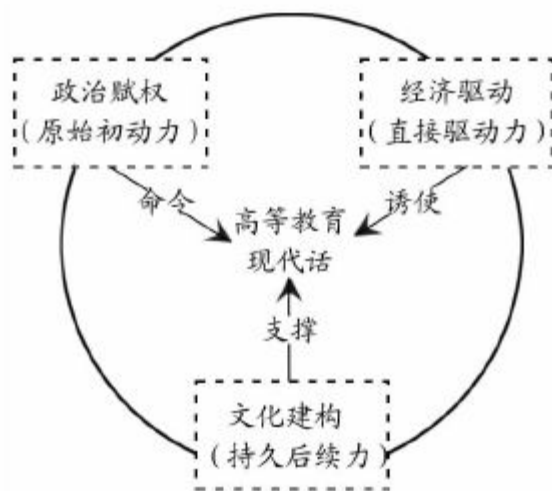 政治赋权
（原始初动力）
经济驱动
（直接驱动力）
命令
诱使
高等教育
现代话
支撑
文化建构
（持久后续力）